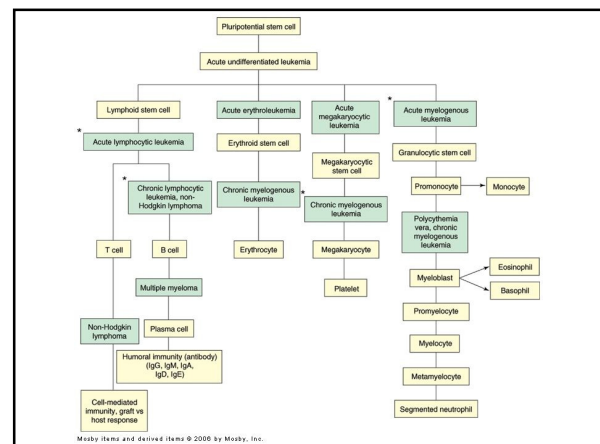 Pluripotential stem cell
Acute undifferentiated leukemia
Lymphoid stem cell
*
Acute lymphocytic leukemia
*
Chronic lymphocytic
leukemia, non-
Hodgkin lymphoma
T cell
B cell
Multiple myeloma
Non-Hodgkin
lymphoma
Plasma cell
Humoral immunity (antibody)
(IgG, IgM, IgA,
IgD, IgE)
Cell-mediated
immunity, graft vs
host response
Acute erythroleukemia
Erythroid stem cell
Chronic myelogenous
leukemia
Erythrocyte
Acute
megakaryocytic
leukemia
Megakaryocytic
stem cell
*
Chronic myelogenous
leukemia
Megakaryocyte
Platelet
*
Acute myelogenous
leukemia
Granulocytic stem cell
Promonocyte
Monocyte
Polycythemia
vera, chronic
myelogenous
leukemia
Myeloblast
Eosinophil
Basophil
Promyelocyte
Myelocyte
Metamyelocyte
Segmented neutrophil
Mosby items and derived items © 2006 by Mosby, Inc.